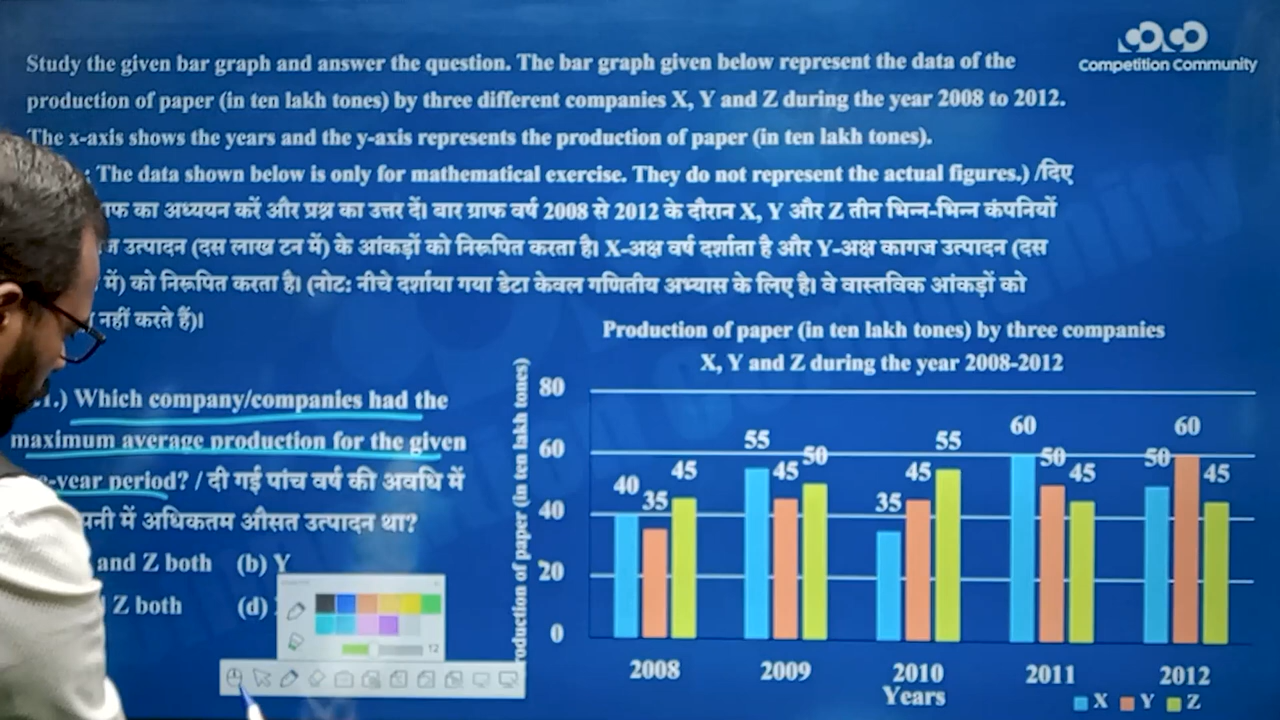 Competition Community
Study the given bar graph and answer the question. The bar graph given below represent the data of the
production of paper (in ten lakh tones) by three different companies X, Y and Z during the year 2008 to 2012.
The x-axis shows the years and the y-axis represents the production of paper (in ten lakh tones).
: The data shown below is only for mathematical exercise. They do not represent the actual figures.) /दिए
का अध्ययन करें और प्रश्न का उत्तर दें। बार ग्राफ वर्ष 2008 से 2012 के दौरान X, Y और Z तीन भिन्न-भिन्न कंपनियों
उत्पादन (दस लाख टन में) के आंकड़ों को निरूपित करता है। X-अक्ष वर्ष दर्शाता है और Y-अक्ष कागज उत्पादन (दस
में) को निरूपित करता है। (नोट: नीचे दर्शाया गया डेटा केवल गणितीय अभ्यास के लिए है। वे वास्तविक आंकड़ों को
नहीं करते हैं)।
Production of paper (in ten lakh tones) by three companies
X, Y and Z during the year 2008-2012
1.) Which company/companies had the
maximum average production for the given
-year period? / दी गई पांच वर्ष की अवधि में
में अधिकतम औसत उत्पादन था?
and Z both (b) Y
Z both (d)
12
roduction of paper (in ten lakh tones)
80
60
40
20
0
40 35 45
55 45 50
35 45 55
60 50 45
50 60 45
2008 2009 2010 2011 2012
Years
X Y Z